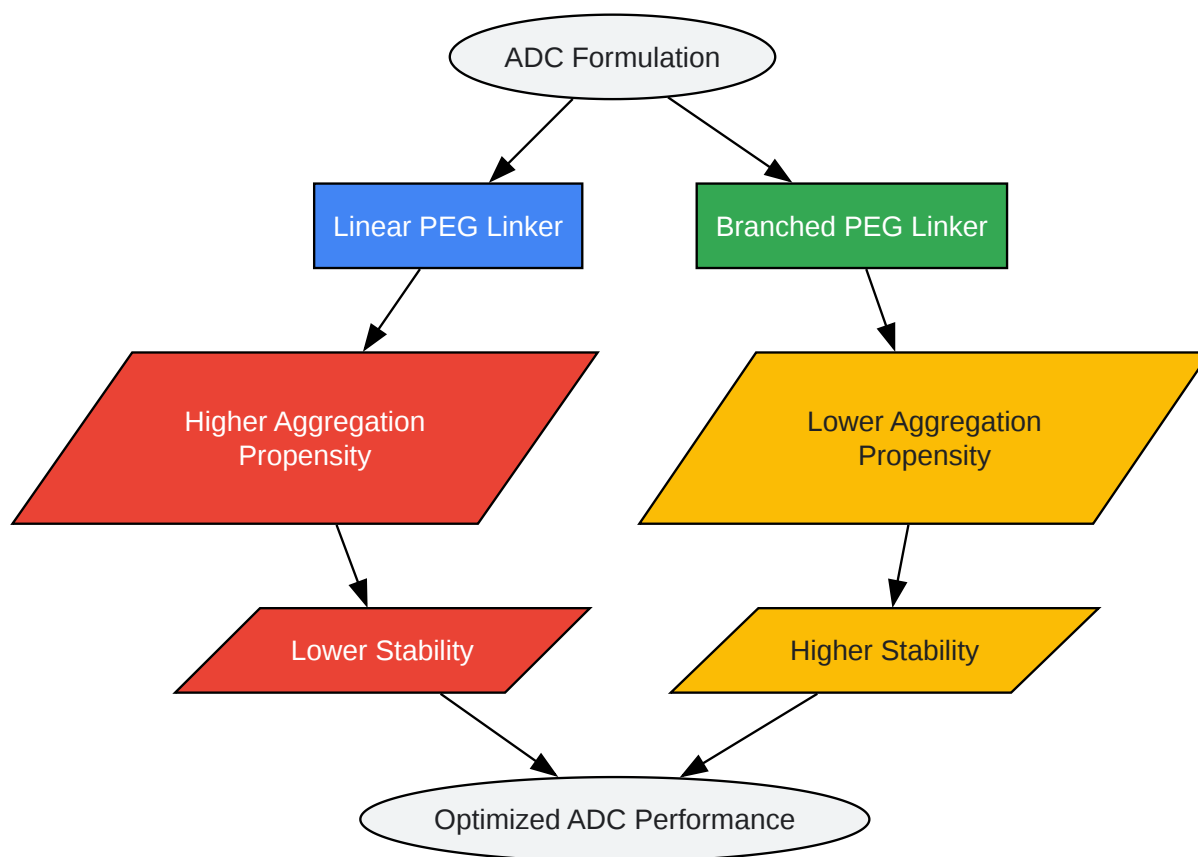 ADC Formulation
Linear PEG Linker
Branched PEG Linker
Higher Aggregation
Propensity
Lower Aggregation
Propensity
Lower Stability
Higher Stability
Optimized ADC Performance